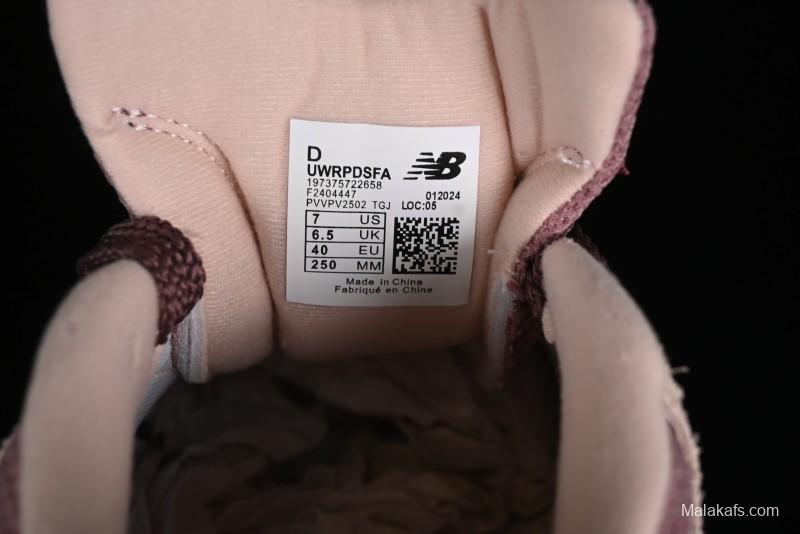 D
UWRPDSFA
NB
197375722658
F2404447 012024
PVVPV2502 TGJ LOC:05
7 US
6.5 UK
40 EU
250 MM
Made in China
Fabriqué en Chine
Malakafs.com